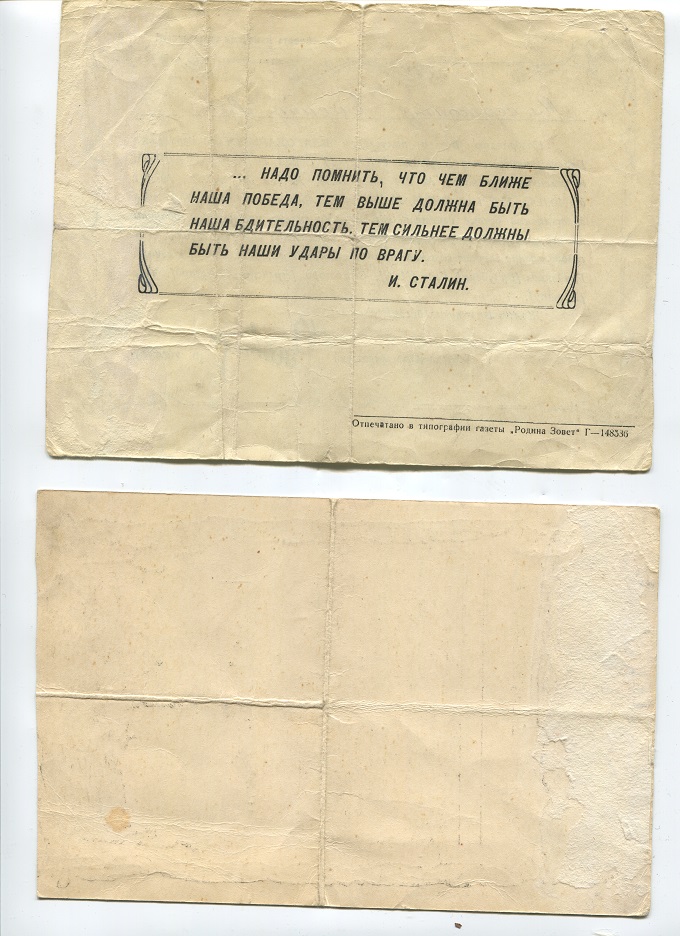 ... НАДО ПОМНИТЬ, ЧТО ЧЕМ БЛИЖЕ
НАША ПОБЕДА, ТЕМ ВЫШЕ ДОЛЖНА БЫТЬ
НАША БДИТЕЛЬНОСТЬ. ТЕМ СИЛЬНЕЕ ДОЛЖНЫ
БЫТЬ НАШИ УДАРЫ ПО ВРАГУ.
И. СТАЛИН.
Отпечатано в типографии газеты „Родина Зовет“ Г—148536